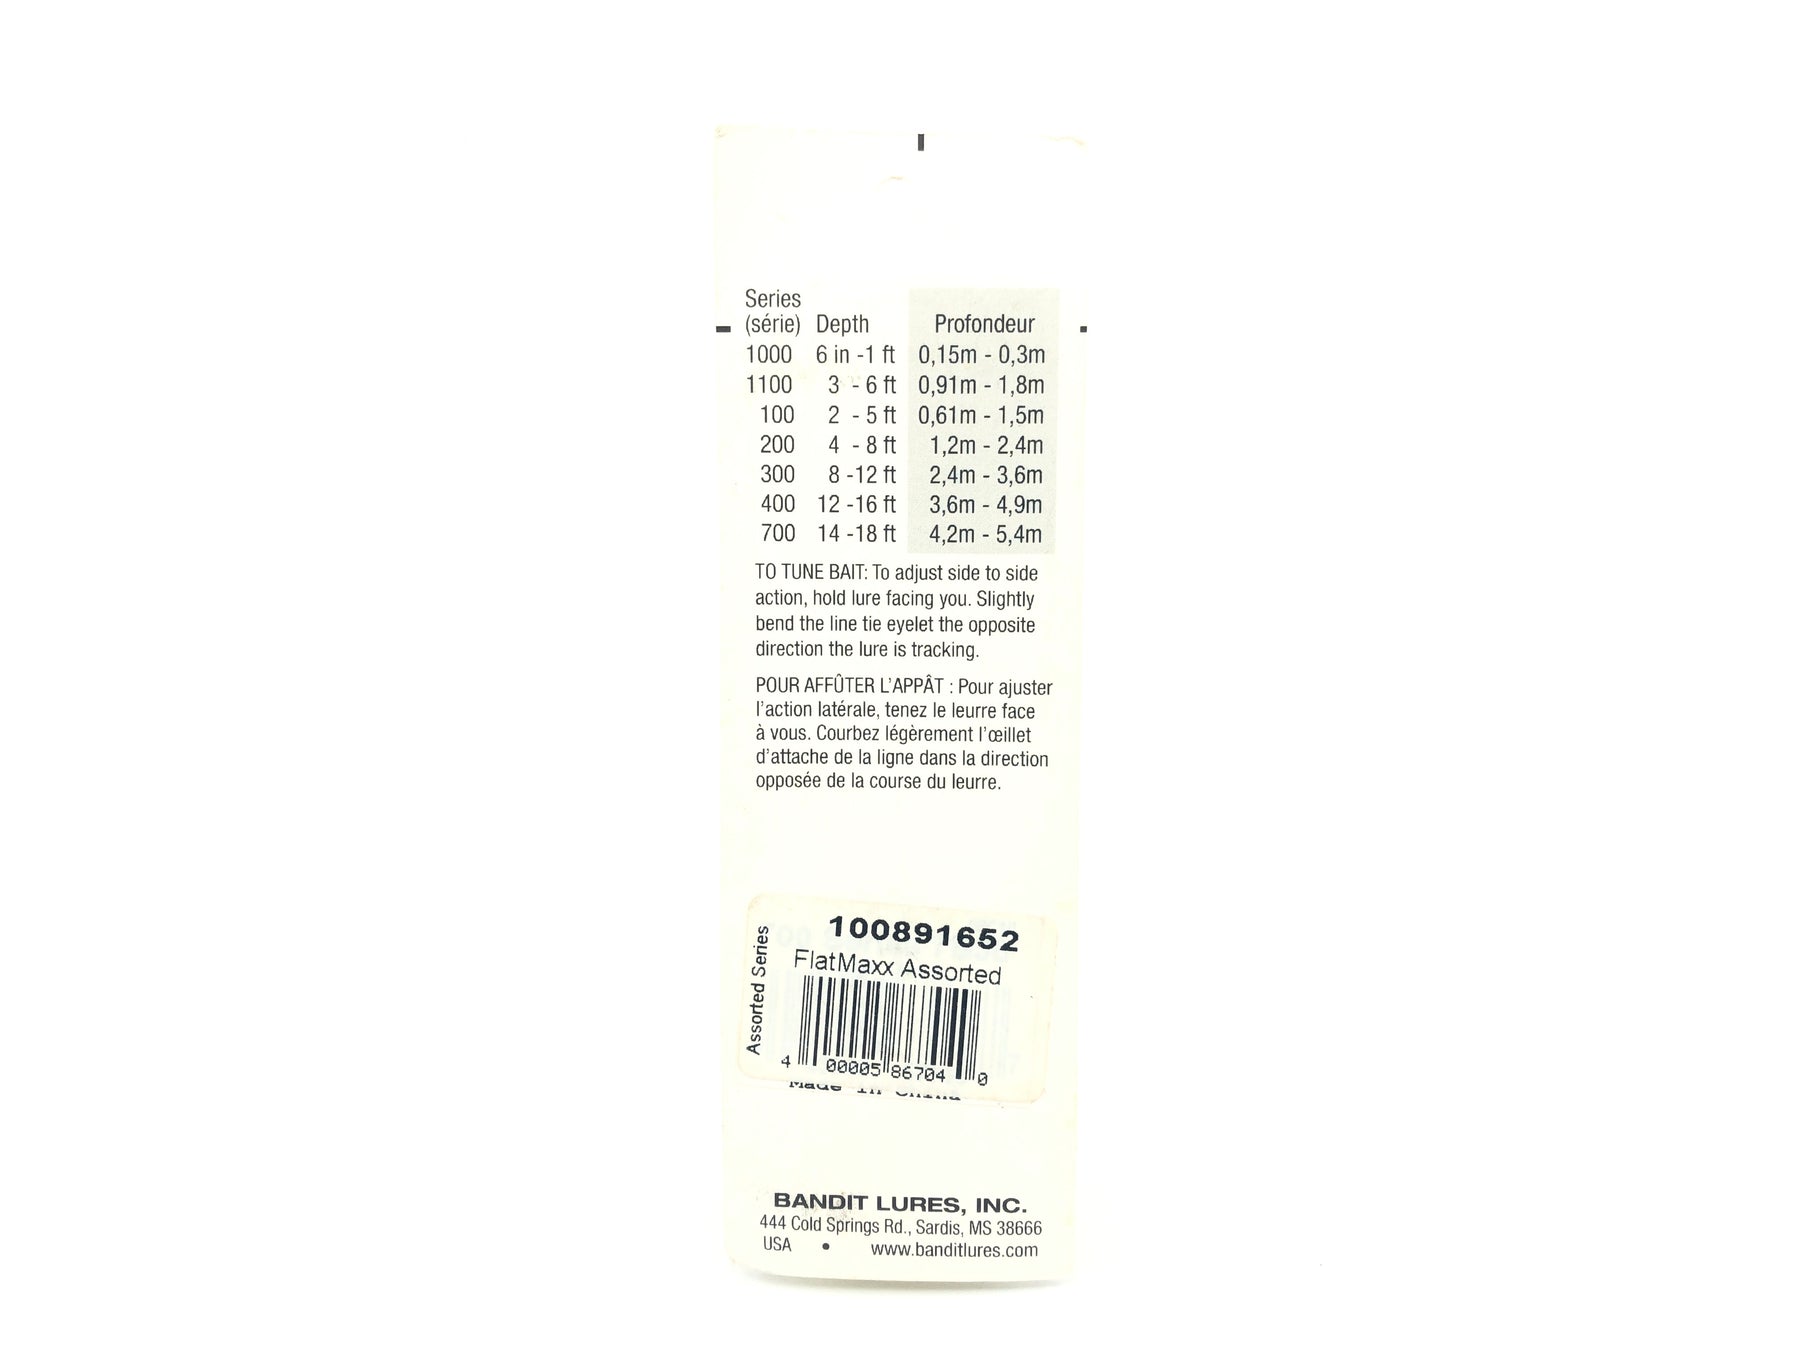 Series
(série) Depth Profondeur
1000 6 in -1 ft 0,15m - 0,3m
1100 3 - 6 ft 0,91m - 1,8m
100 2 - 5 ft 0,61m - 1,5m
200 4 - 8 ft 1,2m - 2,4m
300 8 -12 ft 2,4m - 3,6m
400 12 -16 ft 3,6m - 4,9m
700 14 -18 ft 4,2m - 5,4m
TO TUNE BAIT: To adjust side to side
action, hold lure facing you. Slightly
bend the line tie eyelet the opposite
direction the lure is tracking.
POUR AFFÛTER L'APPÂT : Pour ajuster
l'action latérale, tenez le leurre face
à vous. Courbez légèrement l'œillet
d'attache de la ligne dans la direction
opposée de la course du leurre.
Assorted Series
100891652
FlatMaxx Assorted
4 00005 86704 0
Made in China
BANDIT LURES, INC.
444 Cold Springs Rd., Sardis, MS 38666
USA • www.banditlures.com